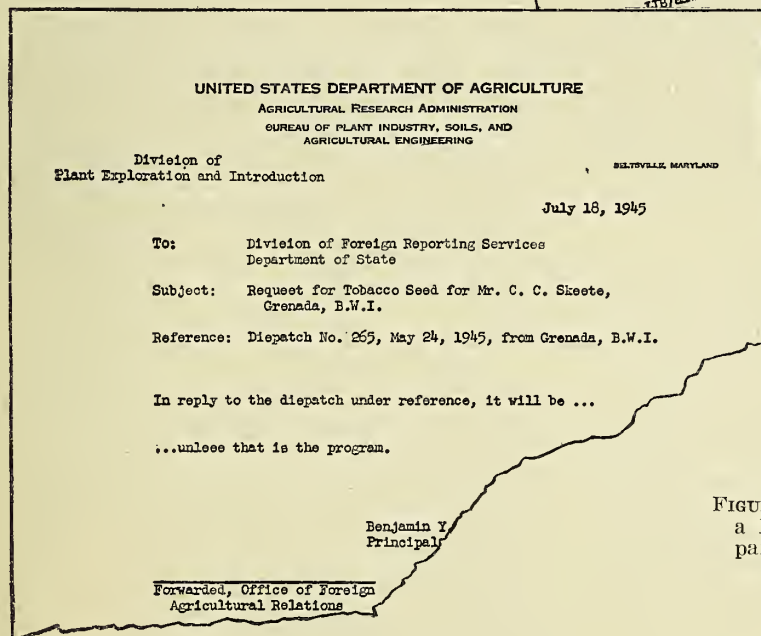 UNITED STATES DEPARTMENT OF AGRICULTURE
AGRICULTURAL RESEARCH ADMINISTRATION
BUREAU OF PLANT INDUSTRY, SOILS, AND
AGRICULTURAL ENGINEERING
Division of
Plant Exploration and Introduction
BELTSVILLE, MARYLAND
July 18, 1945
To: Division of Foreign Reporting Services
Department of State
Subject: Request for Tobacco Seed for Mr. C. C. Skeete,
Grenada, B.W.I.
Reference: Dispatch No. 265, May 24, 1945, from Grenada, B.W.I.
In reply to the dispatch under reference, it will be ...
...unless that is the program.
Benjamin Y
Principal
Forwarded, Office of Foreign
Agricultural Relations
FIGU
a
pa